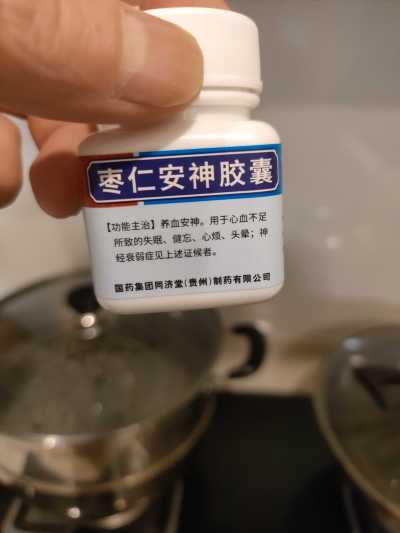 枣仁安神胶囊
【功能主治】养血安神。用于心血不足
所致的失眠、健忘、心烦、头晕；神
经衰弱症见上述证候者。
国药集团同济堂（贵州）制药有限公司